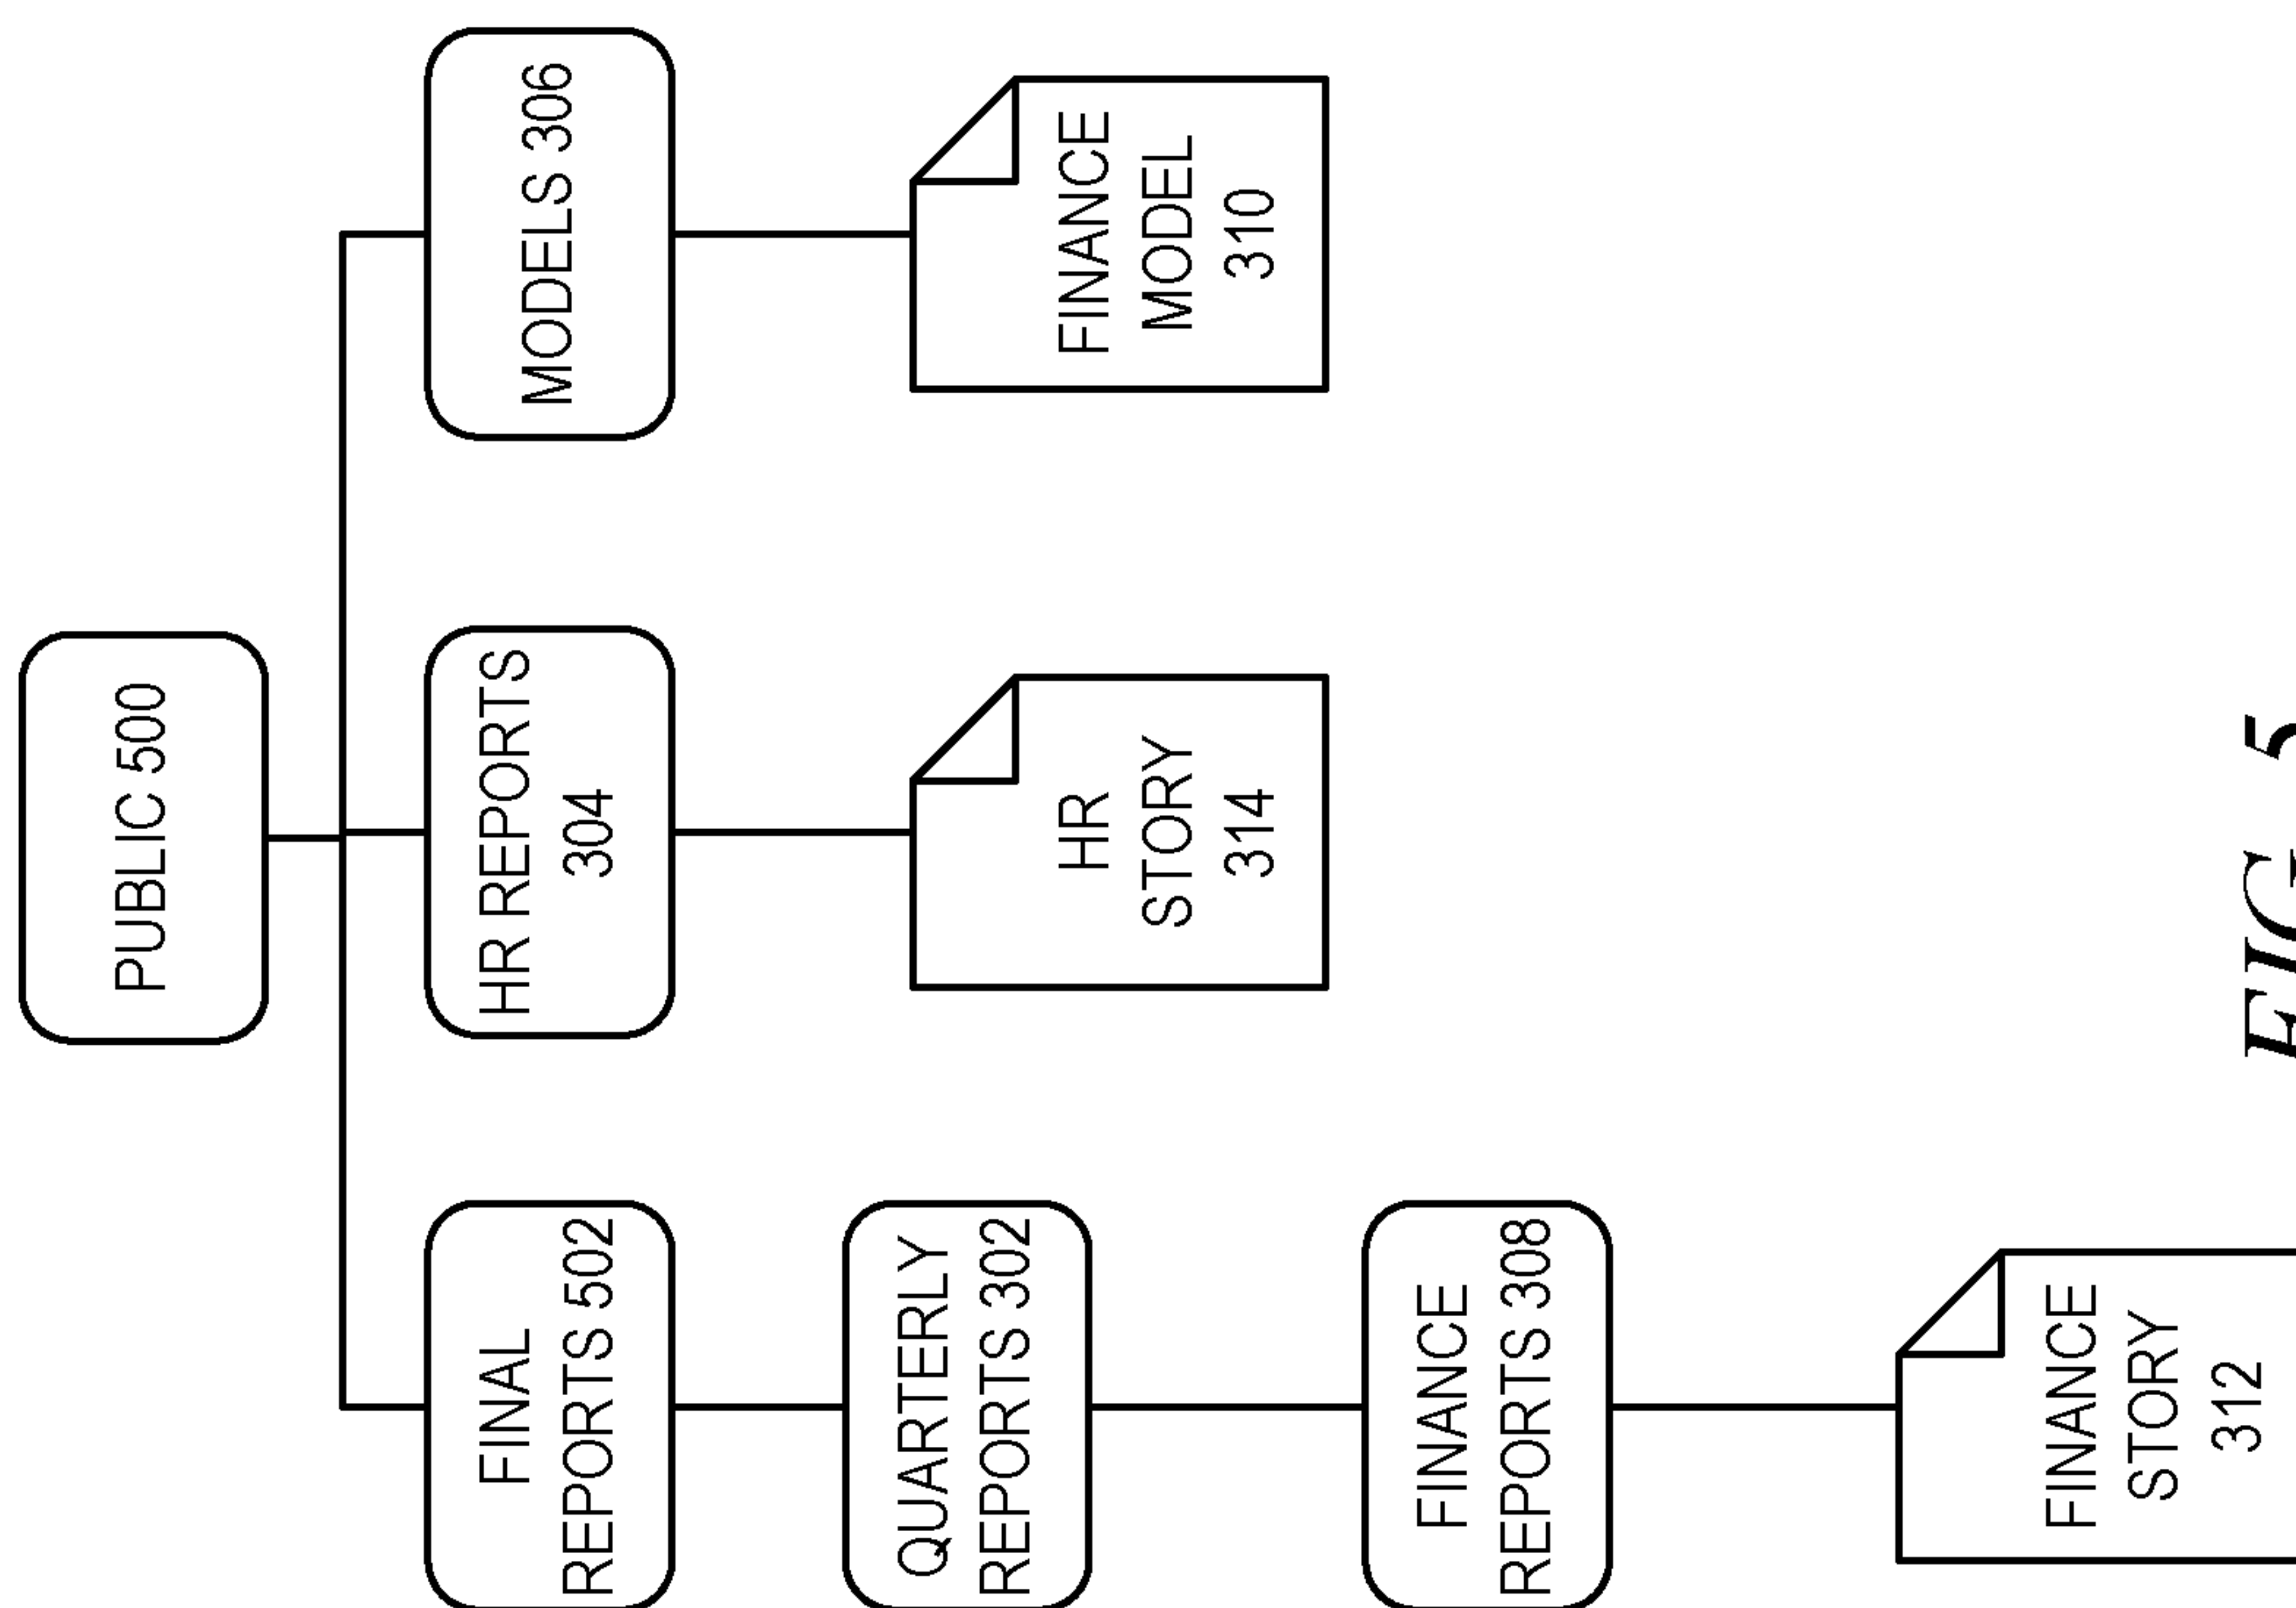 PUBLIC 500
FINAL
REPORTS 502
HR REPORTS
304
MODELS 306
QUARTERLY
REPORTS 302
HR
STORY
314
FINANCE
MODEL
310
FINANCE
REPORTS 308
FINANCE
STORY
312
FIG 5